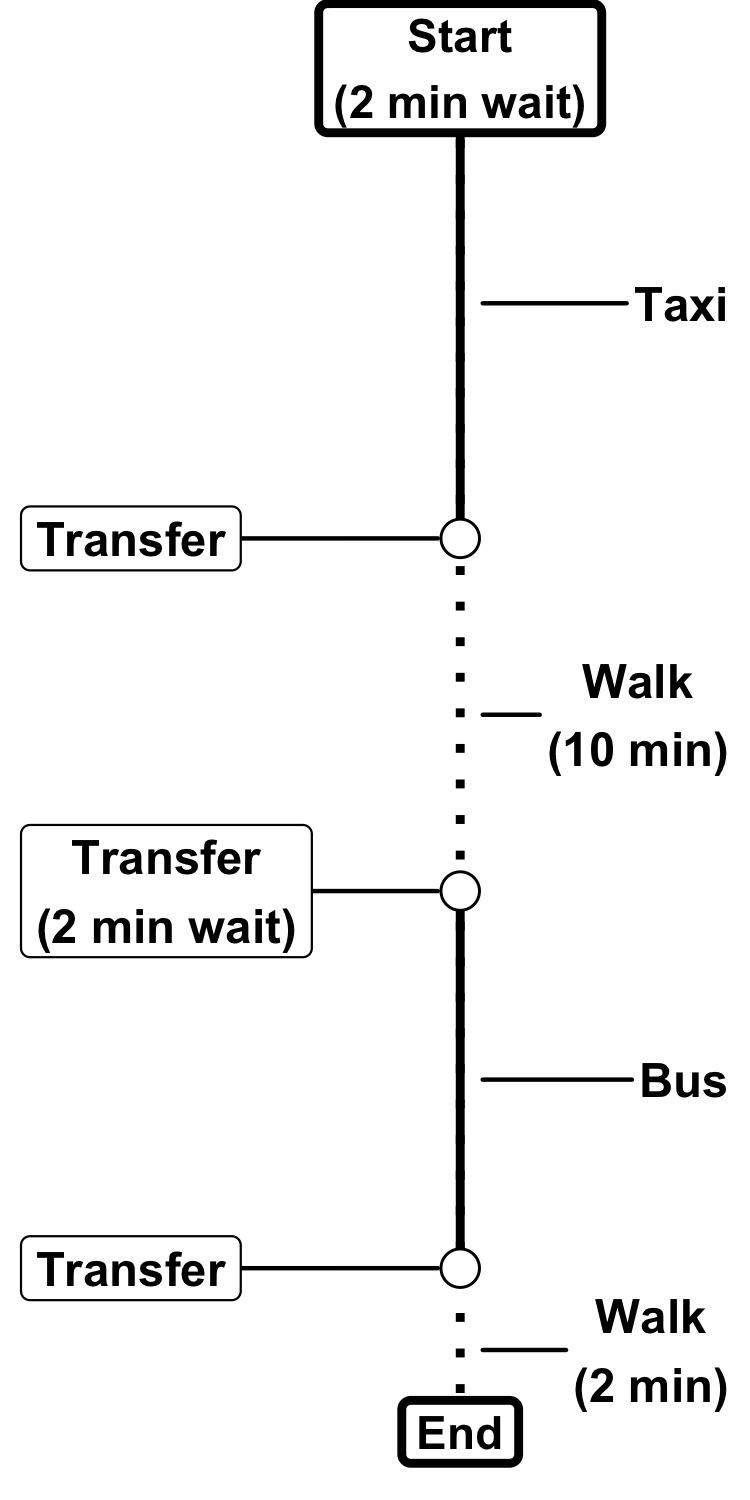 Start
(2 min wait)
Taxi
Transfer
Walk
(10 min)
Transfer
(2 min wait)
Bus
Transfer
Walk
(2 min)
End